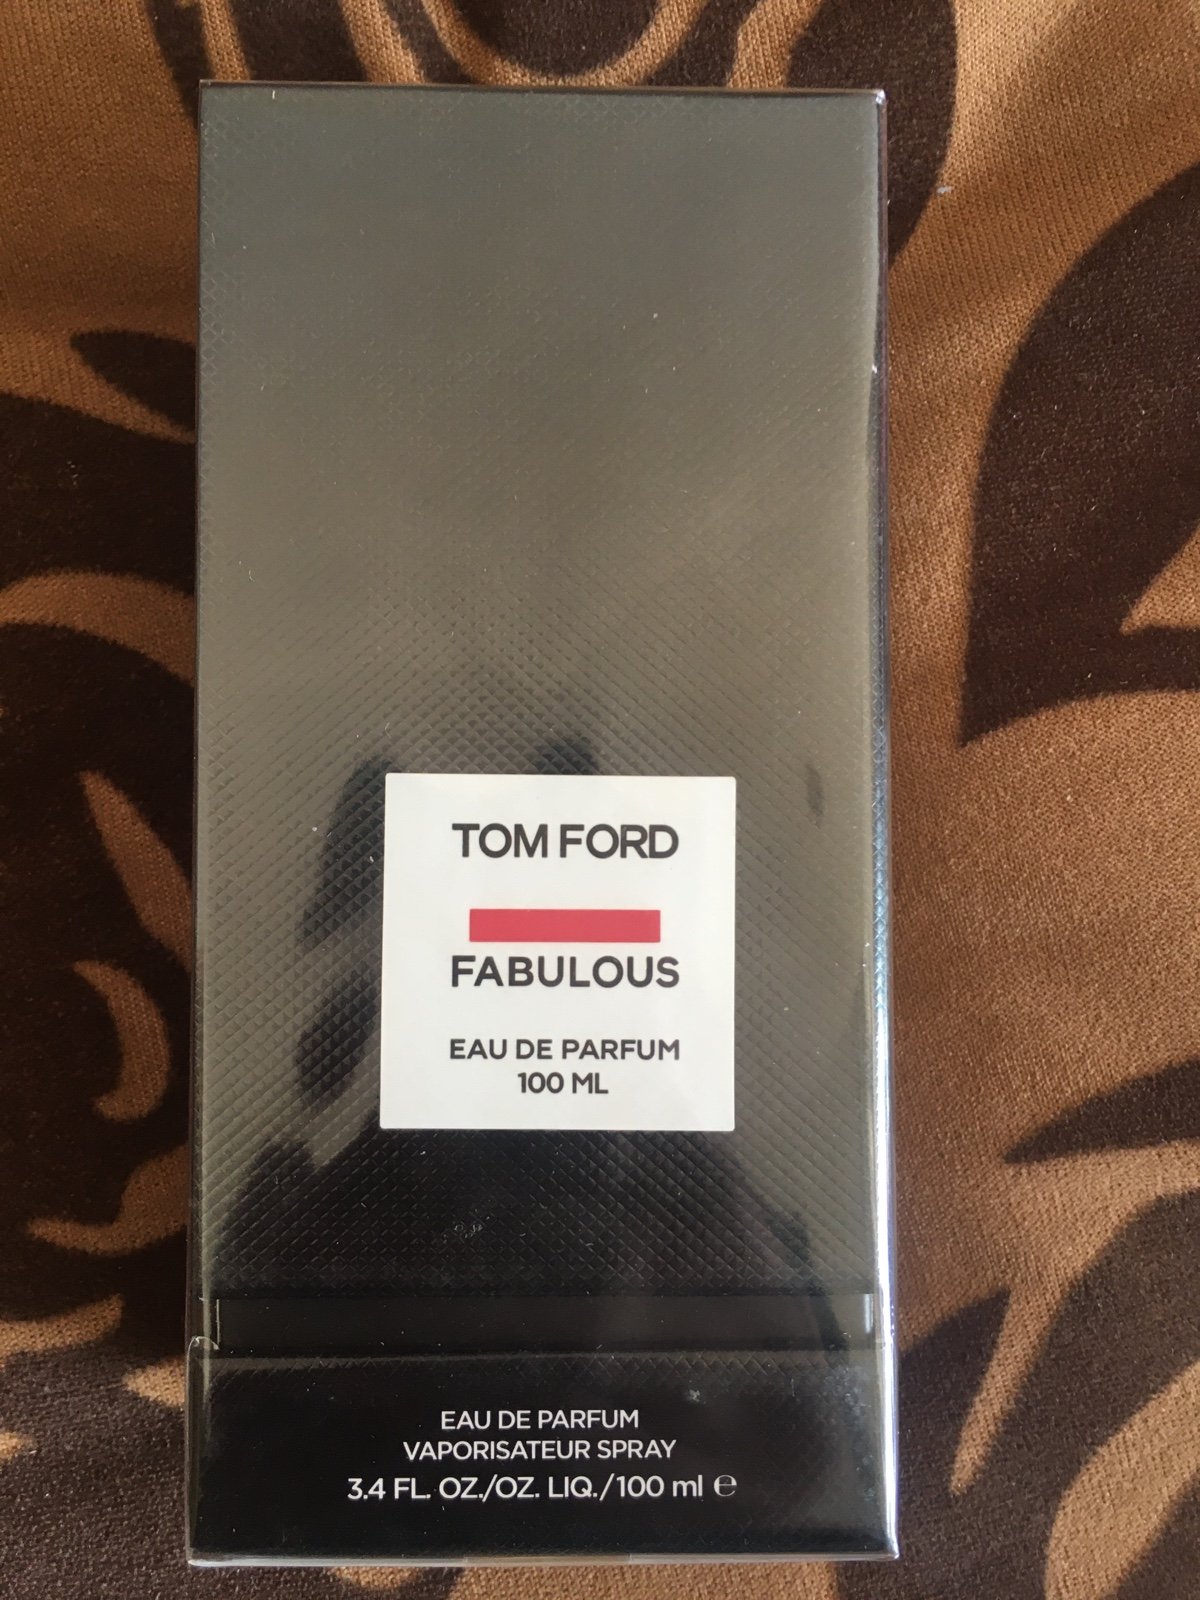 TOM FORD
FABULOUS
EAU DE PARFUM
100 ML
EAU DE PARFUM
VAPORISATEUR SPRAY
3.4 FL. OZ./OZ. LIQ./100 ml ℮